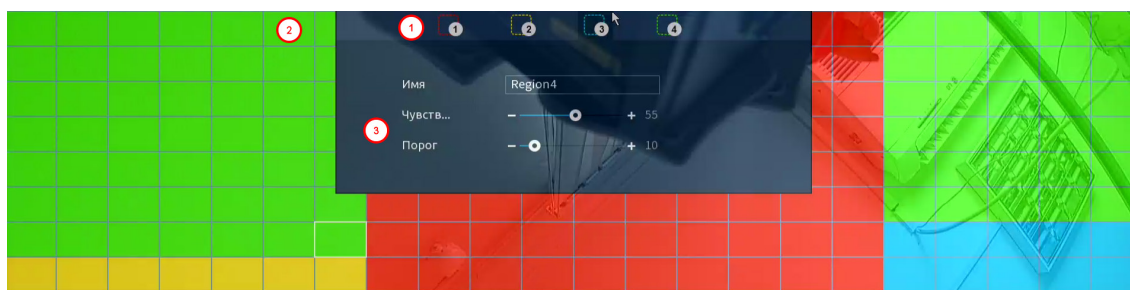 2
1
1 2 3 4
Имя Region4
Чувств... − + 55
3
Порог − + 10